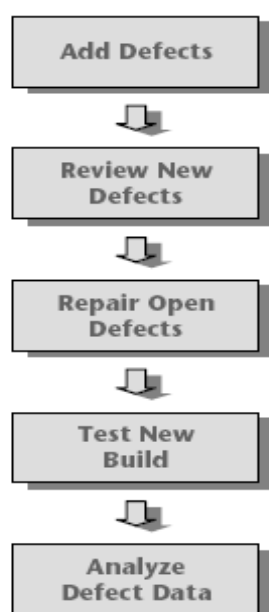 Add Defects
Review New
Defects
Repair Open
Defects
Test New
Build
Analyze
Defect Data